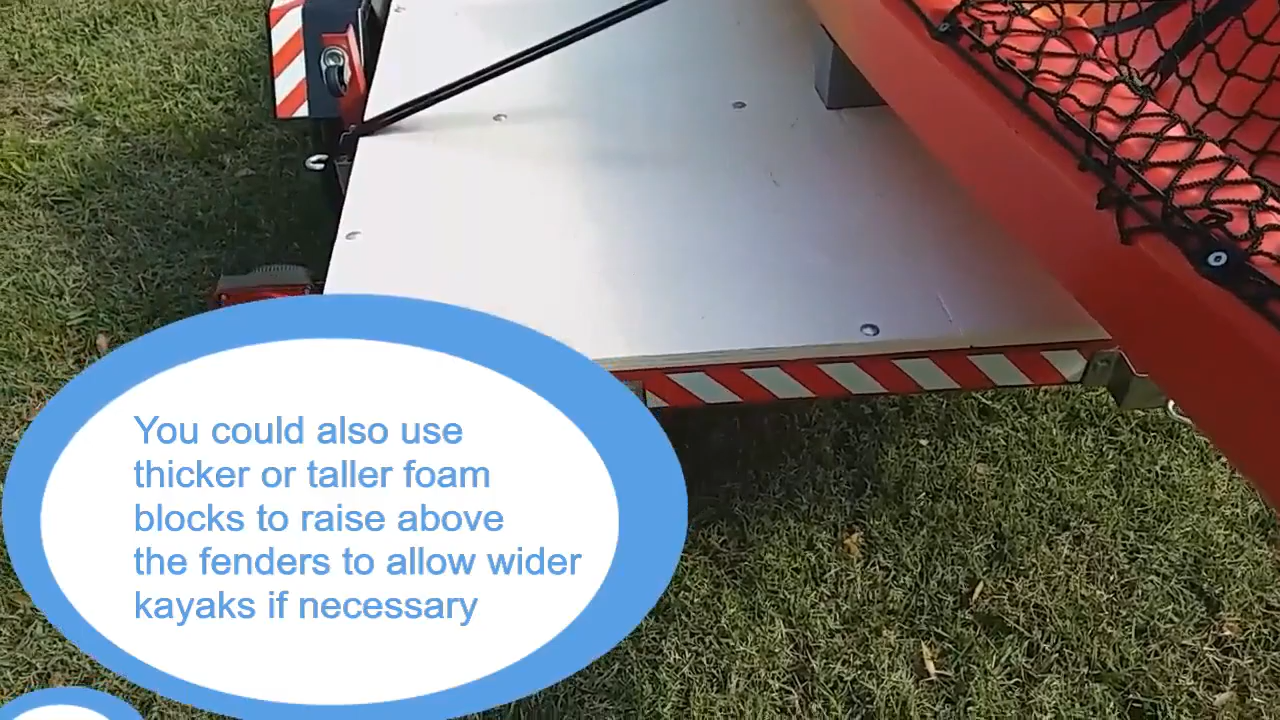 You could also use
thicker or taller foam
blocks to raise above
the fenders to allow wider
kayaks if necessary